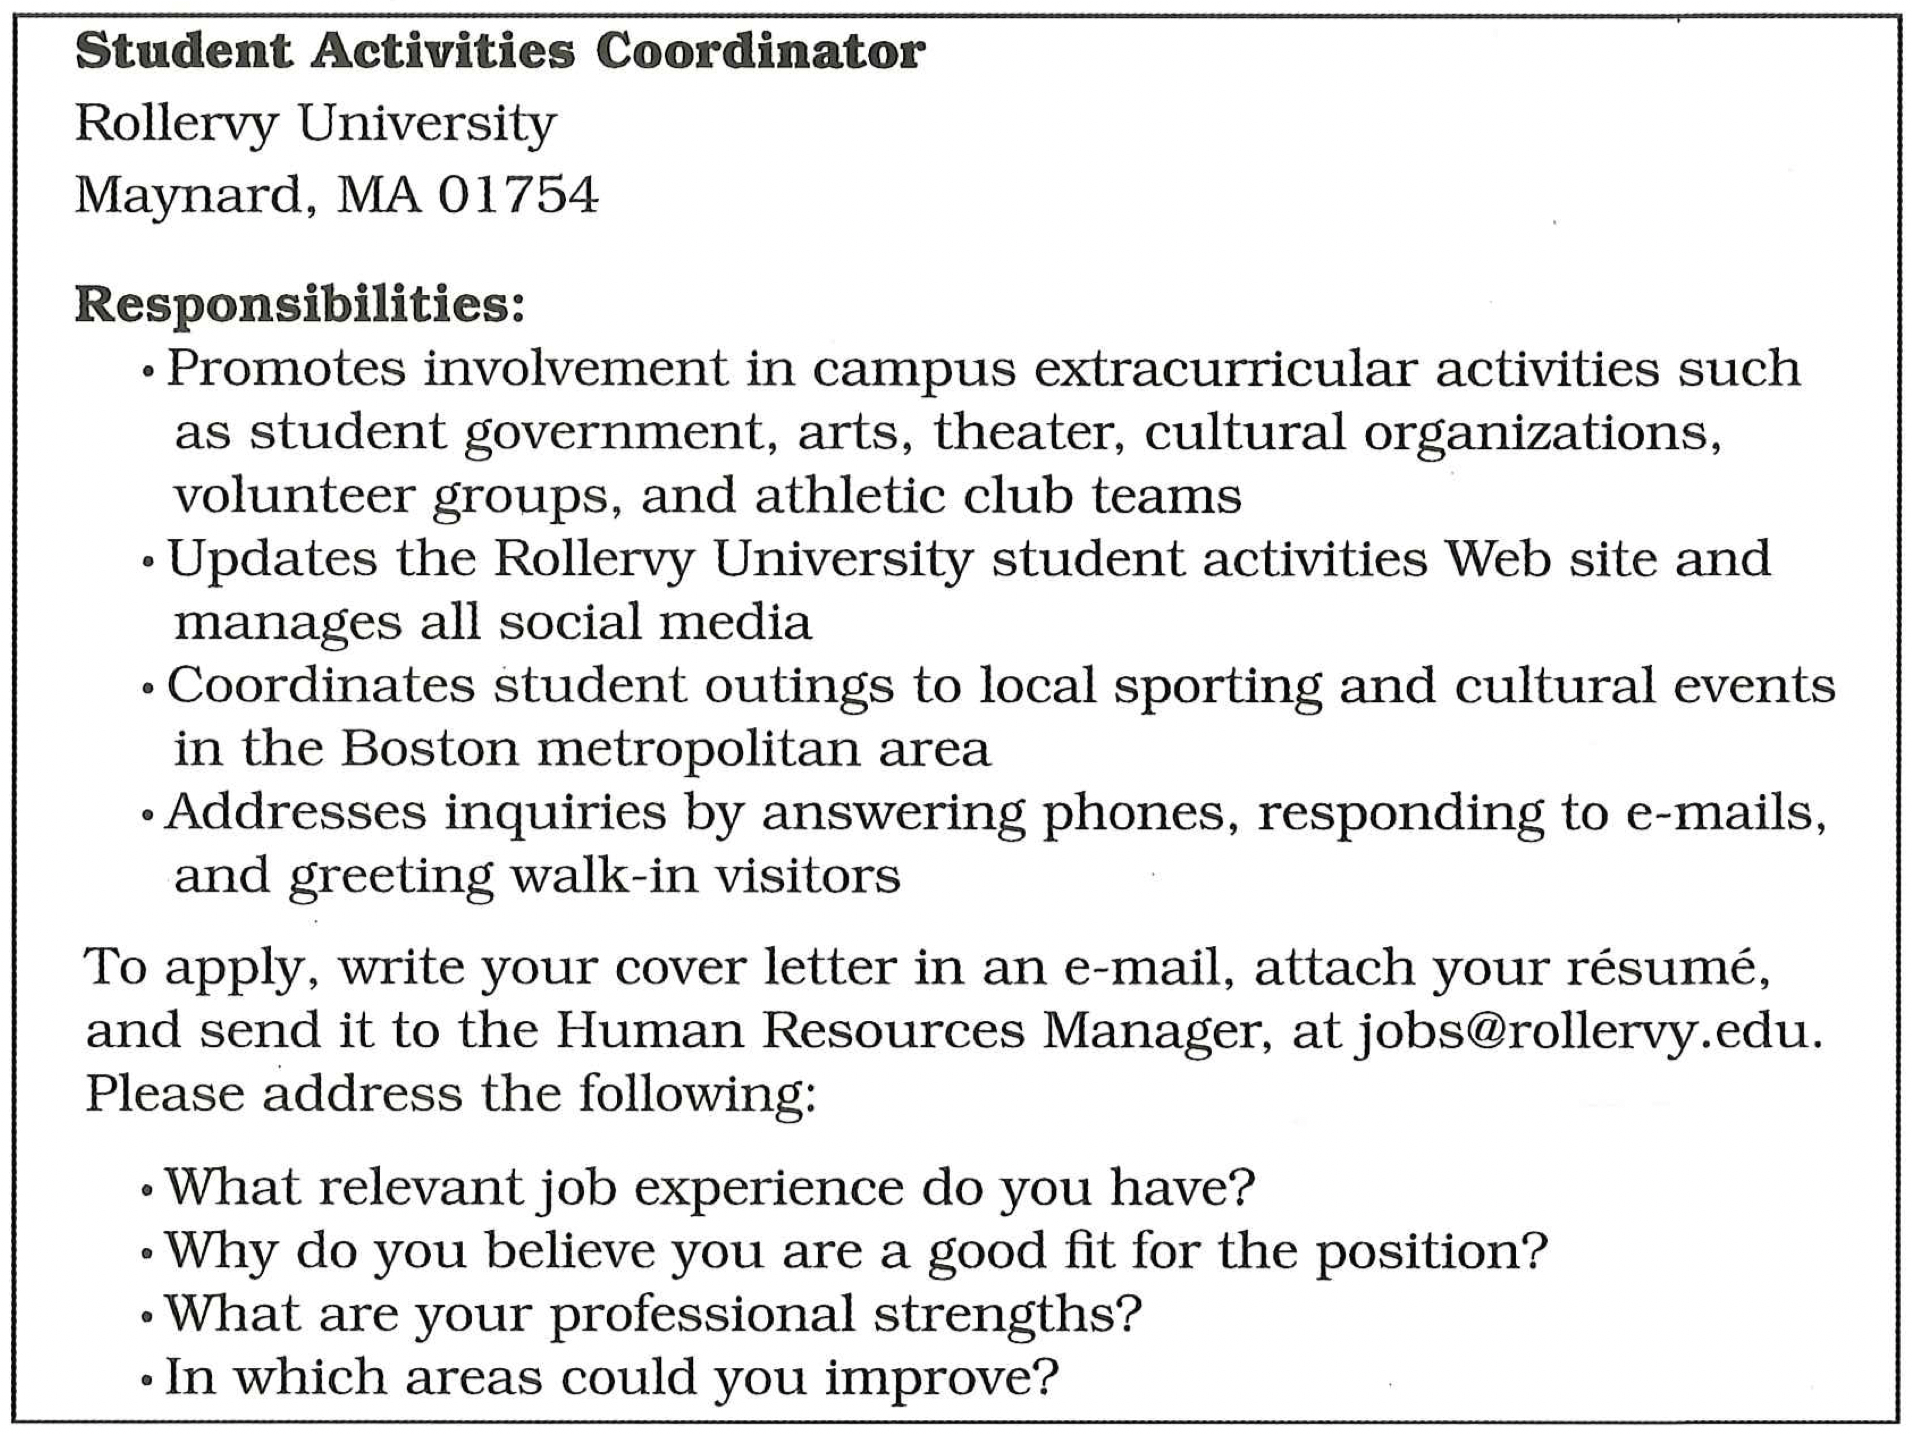 Student Activities Coordinator
Rollervy University
Maynard, MA 01754
Responsibilities:
• Promotes involvement in campus extracurricular activities such
as student government, arts, theater, cultural organizations,
volunteer groups, and athletic club teams
• Updates the Rollervy University student activities Web site and
manages all social media
• Coordinates student outings to local sporting and cultural events
in the Boston metropolitan area
• Addresses inquiries by answering phones, responding to e-mails,
and greeting walk-in visitors
To apply, write your cover letter in an e-mail, attach your résumé,
and send it to the Human Resources Manager, at jobs@rollervy.edu.
Please address the following:
• What relevant job experience do you have?
• Why do you believe you are a good fit for the position?
• What are your professional strengths?
• In which areas could you improve?